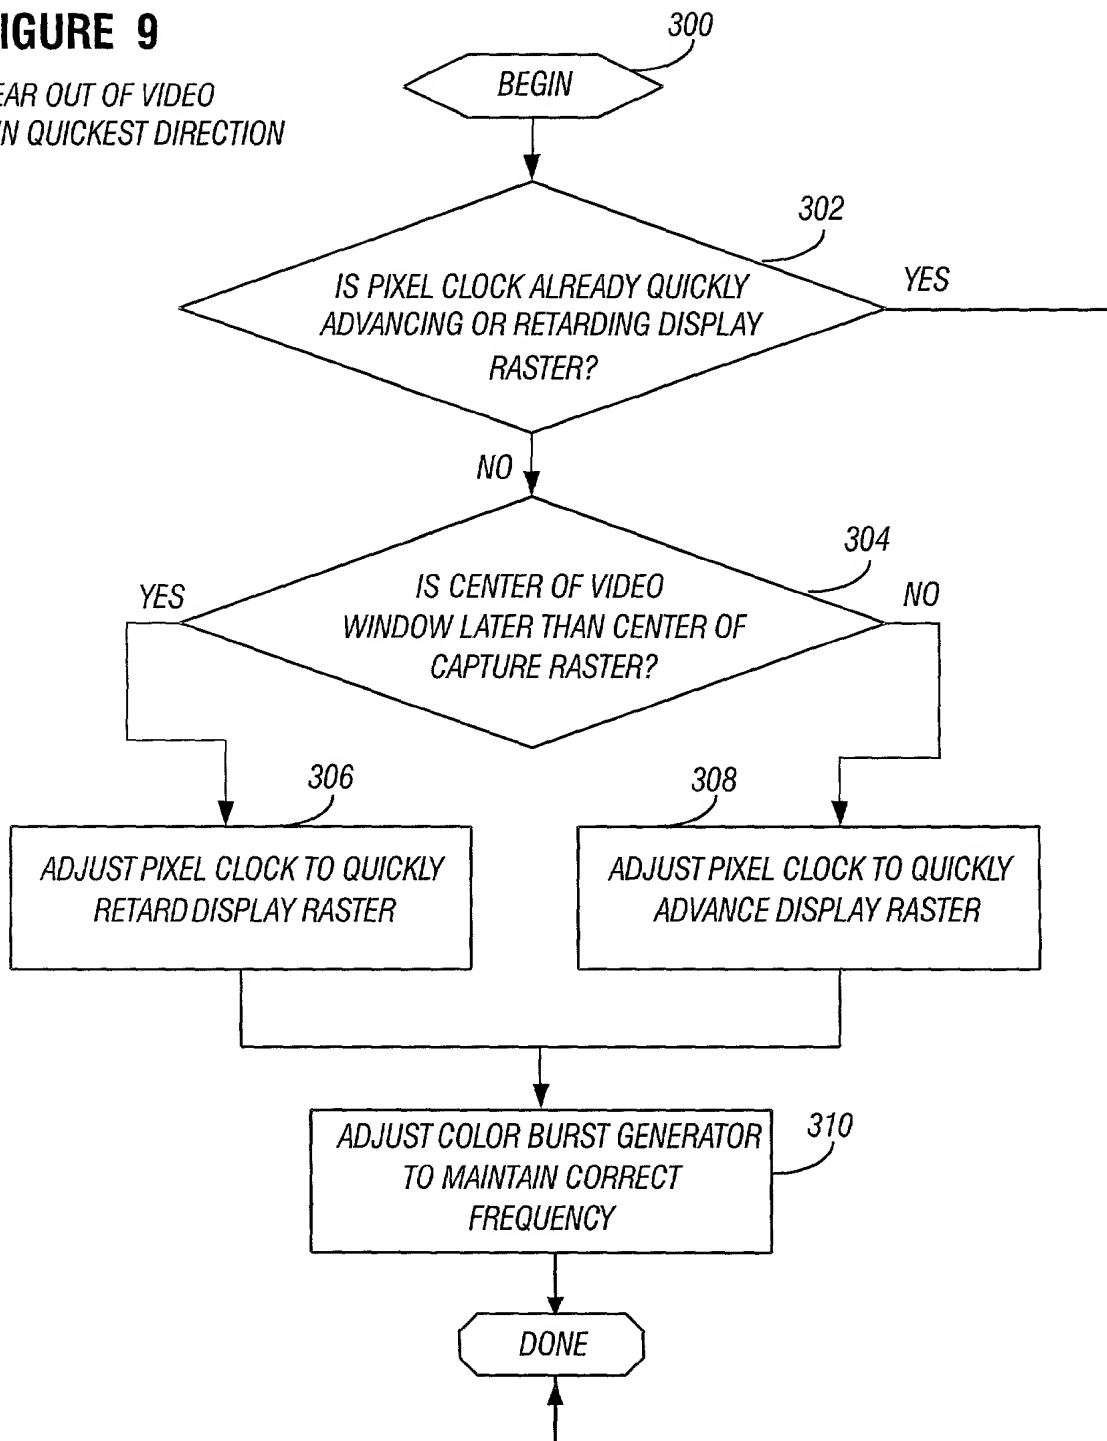 IGURE 9
EAR OUT OF VIDEO
IN QUICKEST DIRECTION
300
BEGIN
302
IS PIXEL CLOCK ALREADY QUICKLY
ADVANCING OR RETARDING DISPLAY
RASTER?
YES
NO
304
IS CENTER OF VIDEO
WINDOW LATER THAN CENTER OF
CAPTURE RASTER?
YES
NO
306
308
ADJUST PIXEL CLOCK TO QUICKLY
RETARD DISPLAY RASTER
ADJUST PIXEL CLOCK TO QUICKLY
ADVANCE DISPLAY RASTER
310
ADJUST COLOR BURST GENERATOR
TO MAINTAIN CORRECT
FREQUENCY
DONE